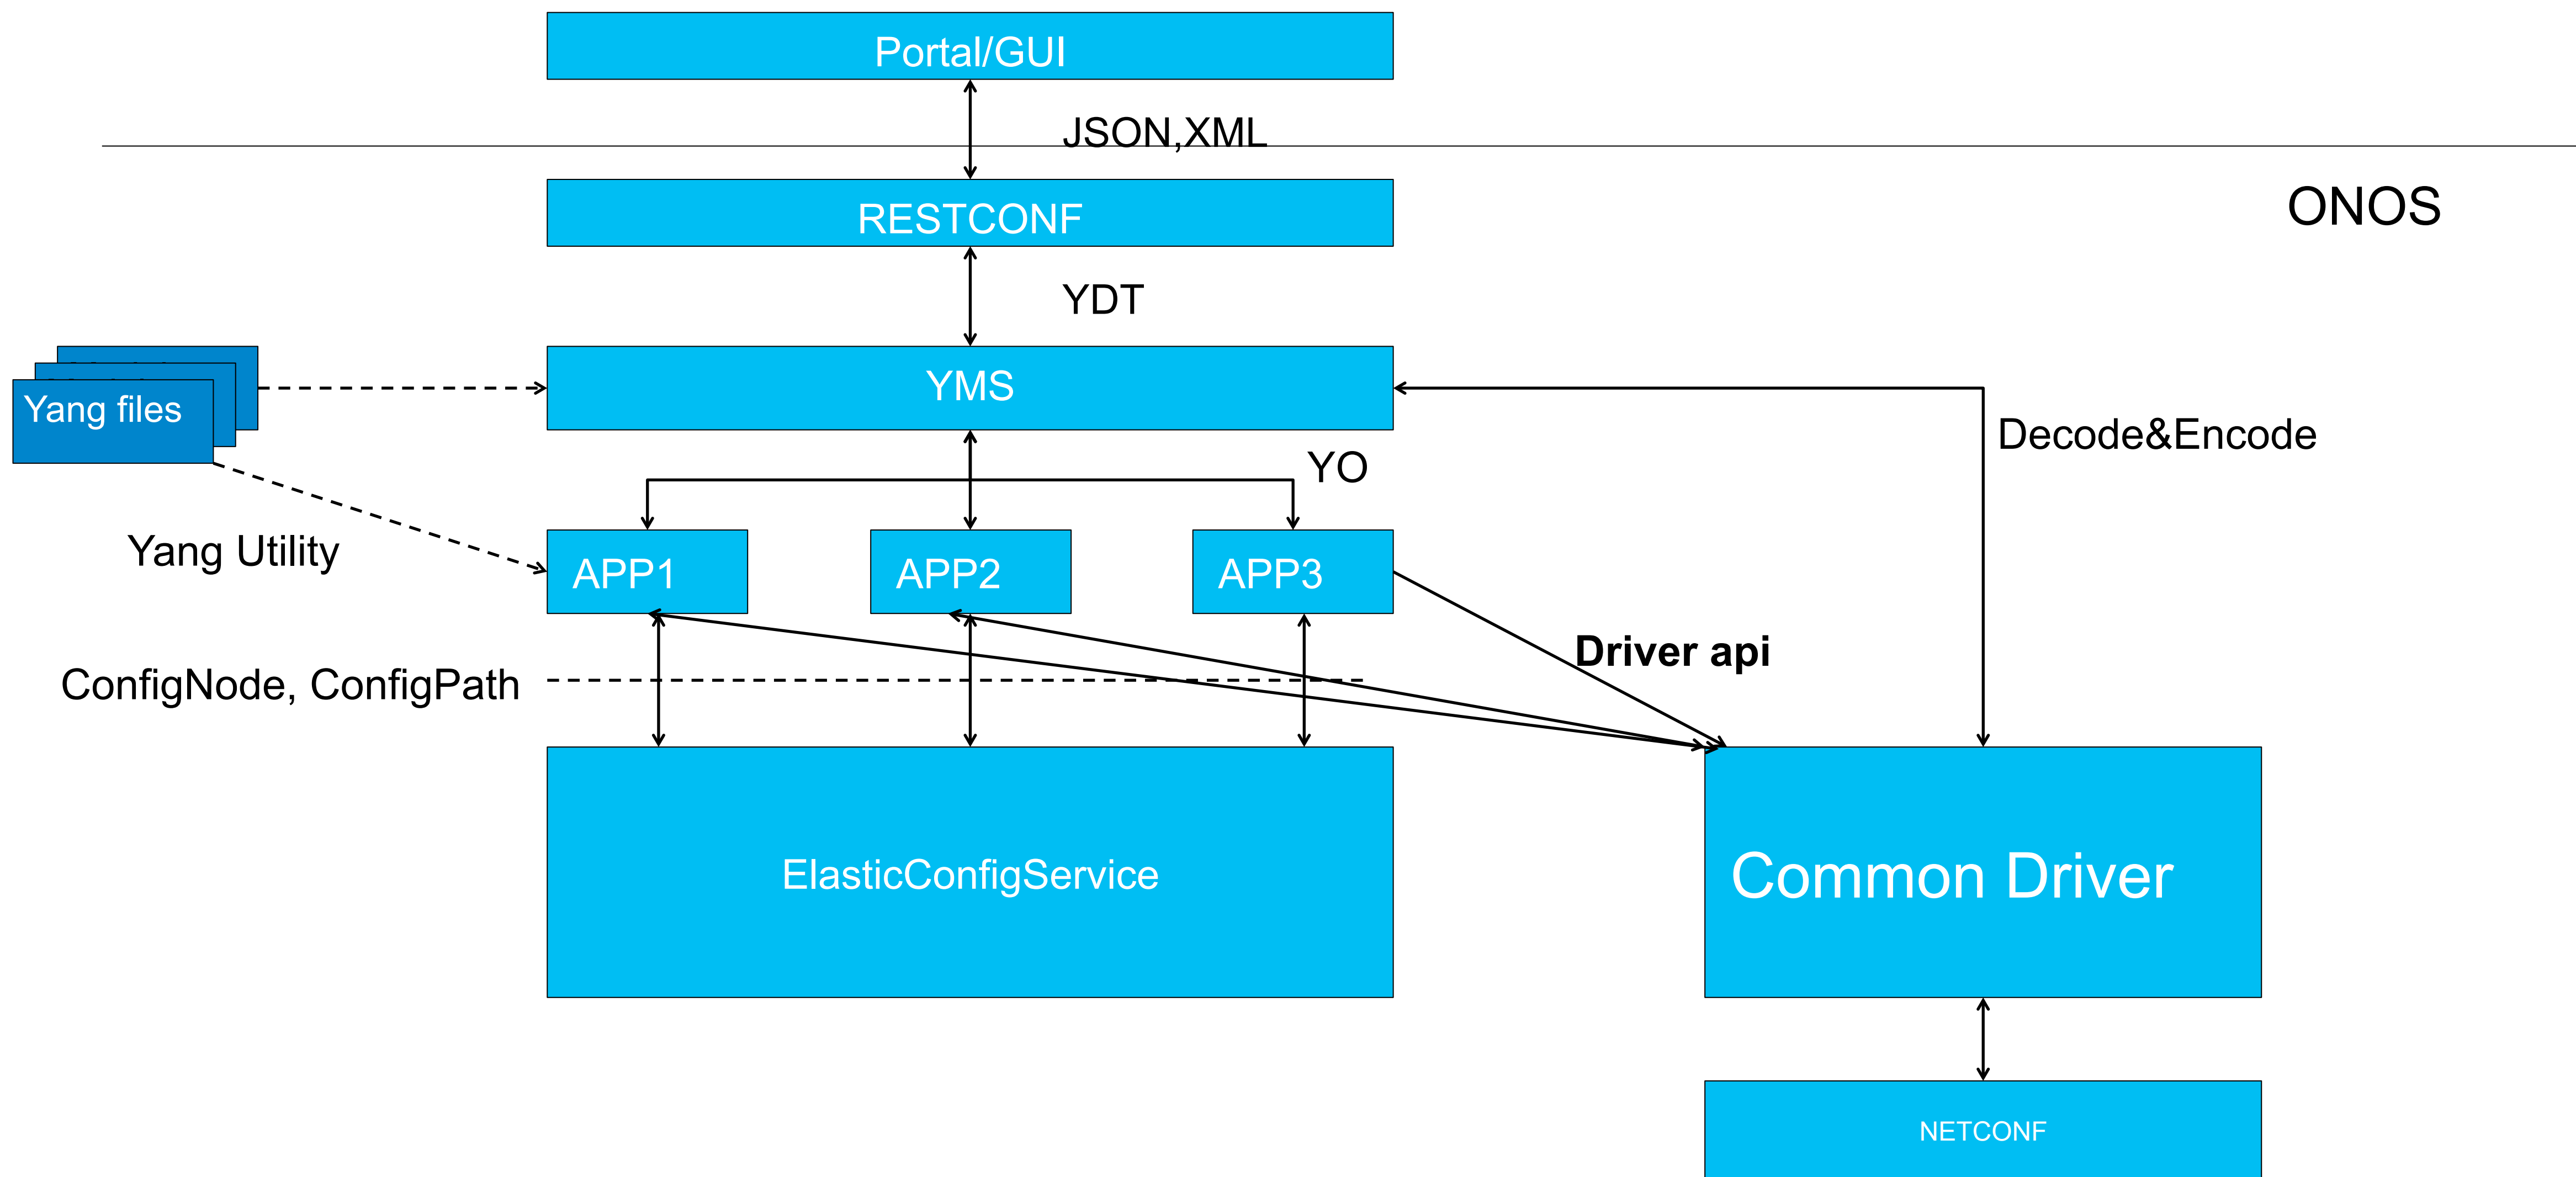 Portal/GUI
JSON,XML
RESTCONF
ONOS
YDT
YMS
Yang files
Decode&Encode
YO
Yang Utility
APP1
APP2
APP3
Driver api
ConfigNode, ConfigPath
ElasticConfigService
Common Driver
NETCONF